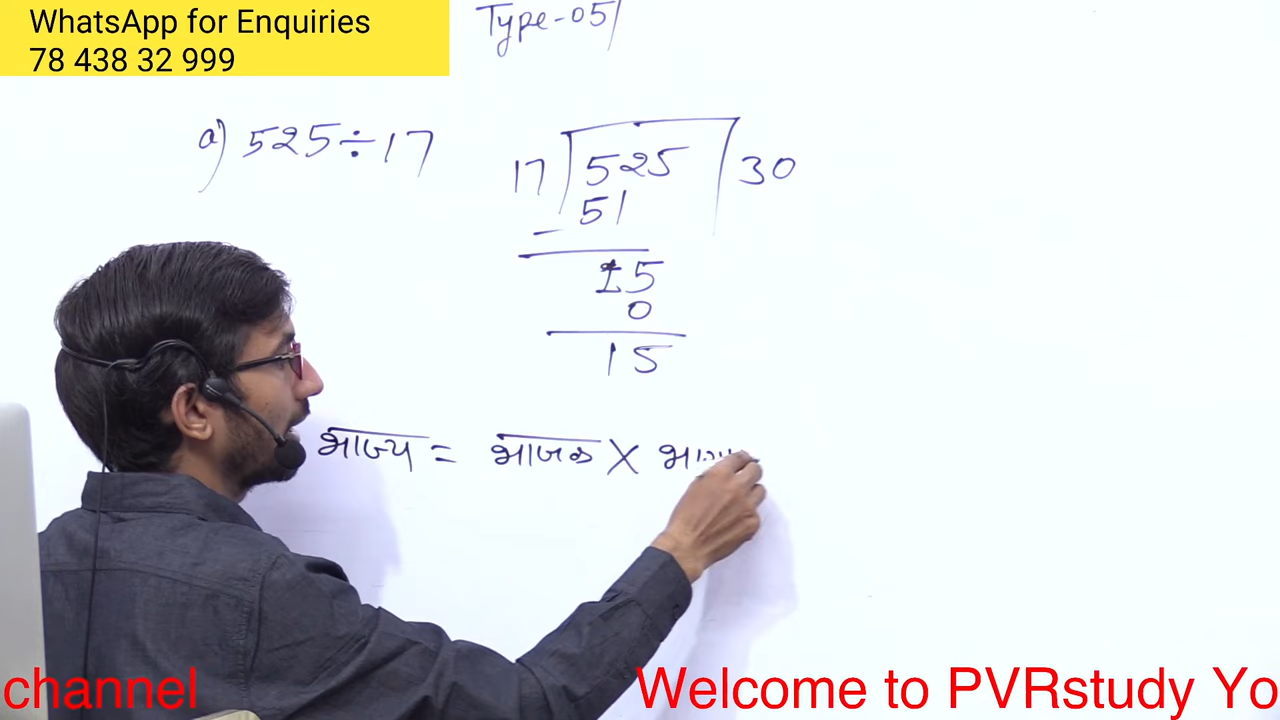 WhatsApp for Enquiries
78 438 32 999
Type-05
a) 525÷17
17 525 30
- 51
15
0
15
भाज्य = भाजक X
channel Welcome to PVRstudy Yo